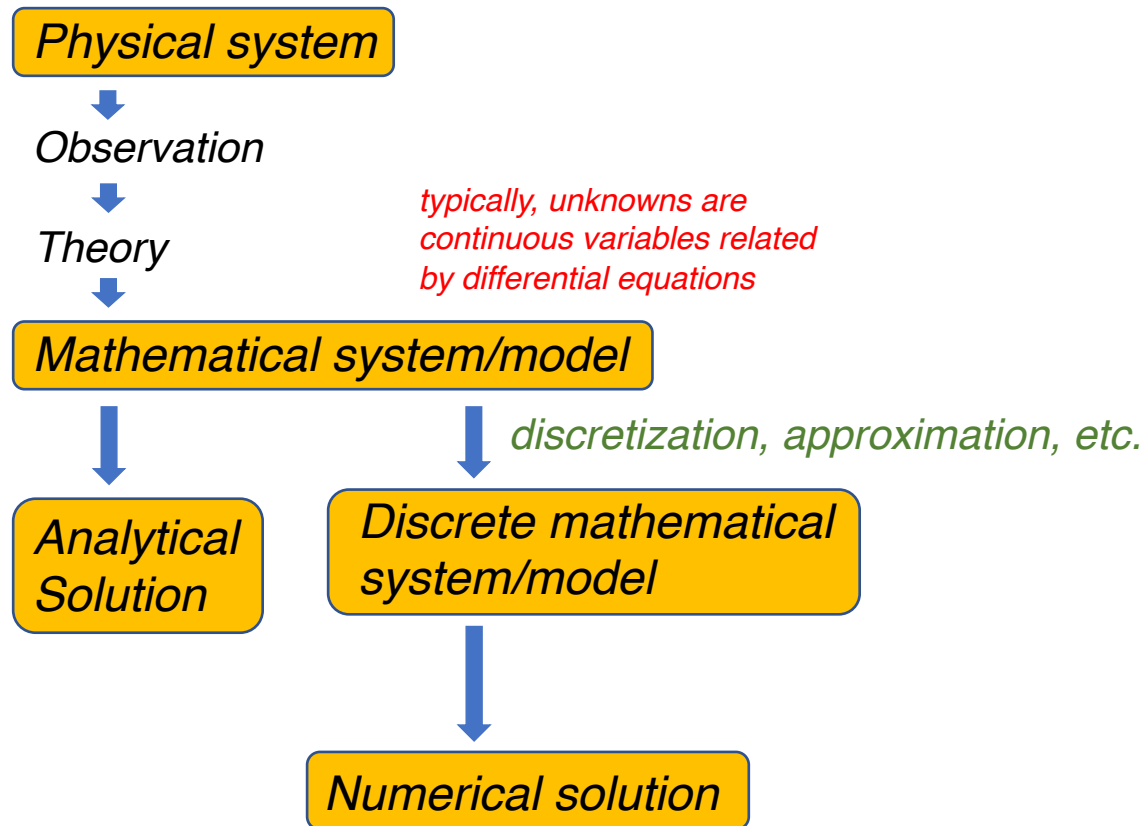 Physical system
Observation
Theory
typically, unknowns are
continuous variables related
by differential equations
Mathematical system/model
discretization, approximation, etc.
Analytical
Solution
Discrete mathematical
system/model
Numerical solution